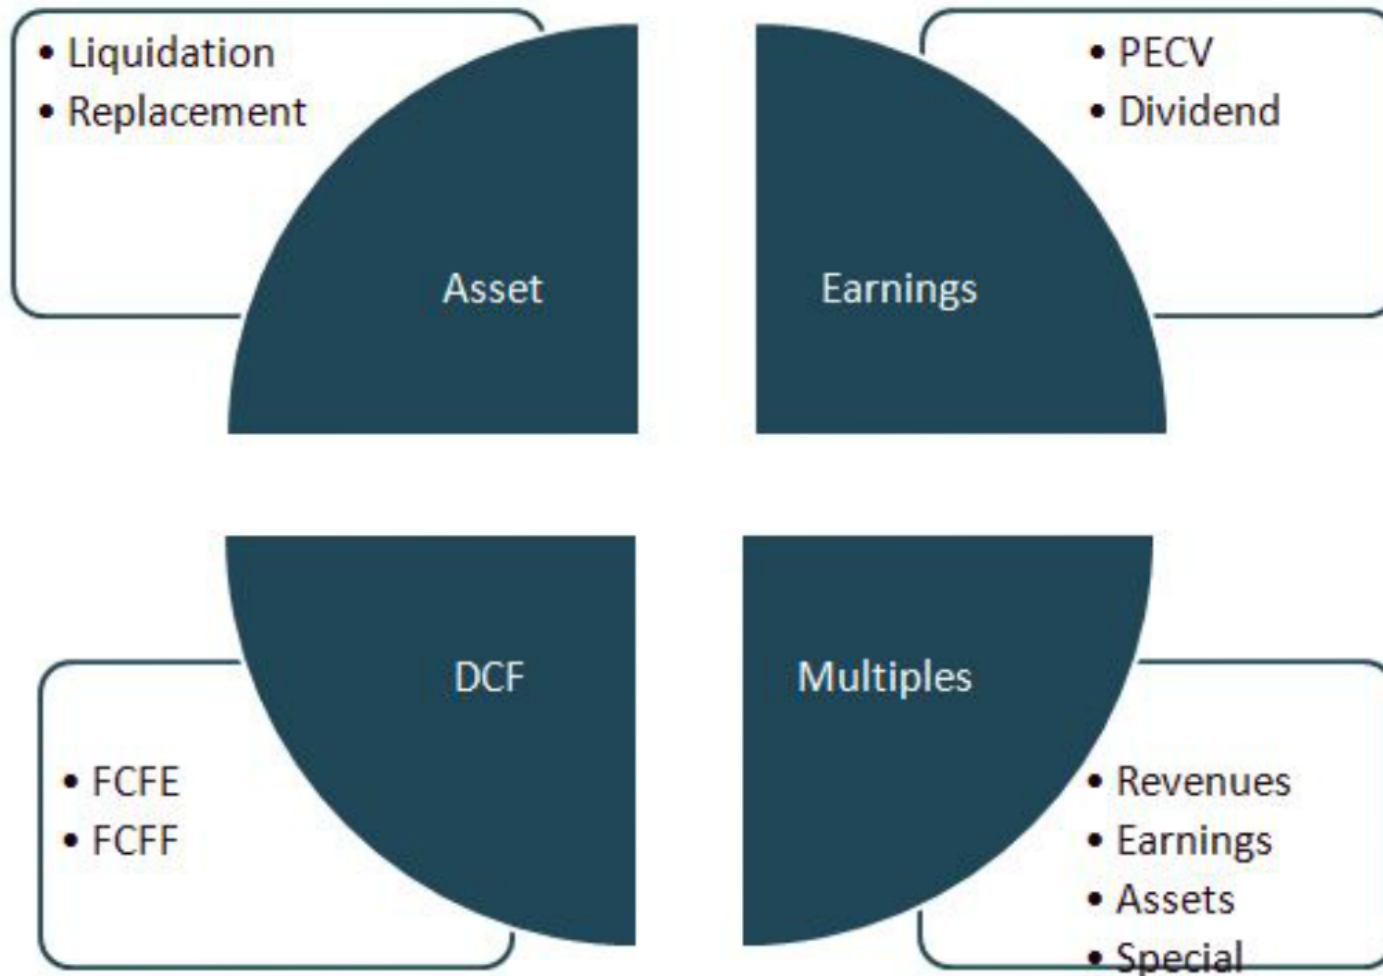 • Liquidation
• Replacement
Asset
• PECV
• Dividend
Earnings
DCF
• FCFE
• FCFF
Multiples
• Revenues
• Earnings
• Assets
• Special